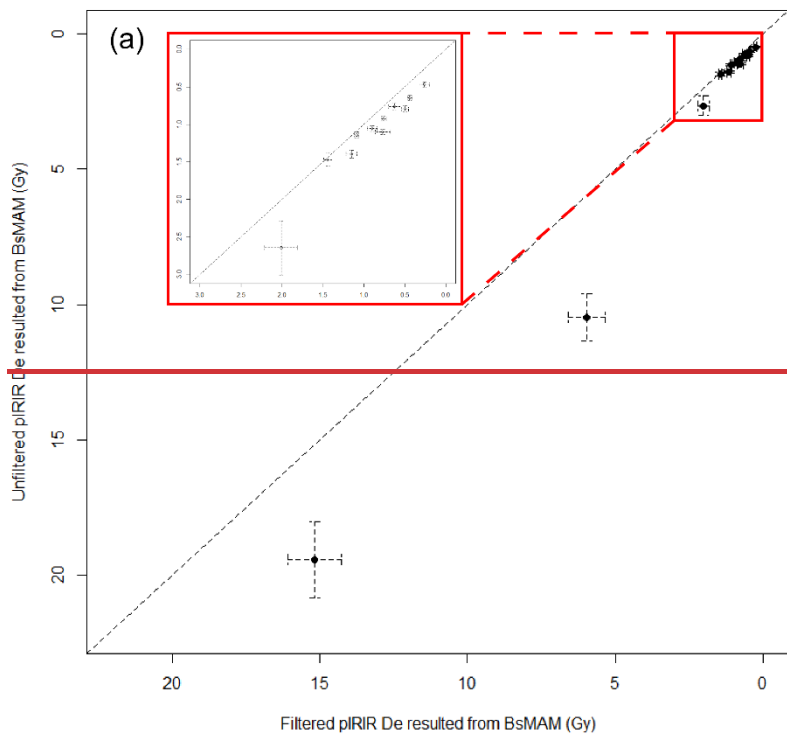 (a)
0.0
0.5
1.0
1.5
2.0
2.5
3.0
3.0 2.5 2.0 1.5 1.0 0.5 0.0
0
5
10
15
20
Unfiltered pIRIR De resulted from BsMAM (Gy)
20 15 10 5 0
Filtered pIRIR De resulted from BsMAM (Gy)